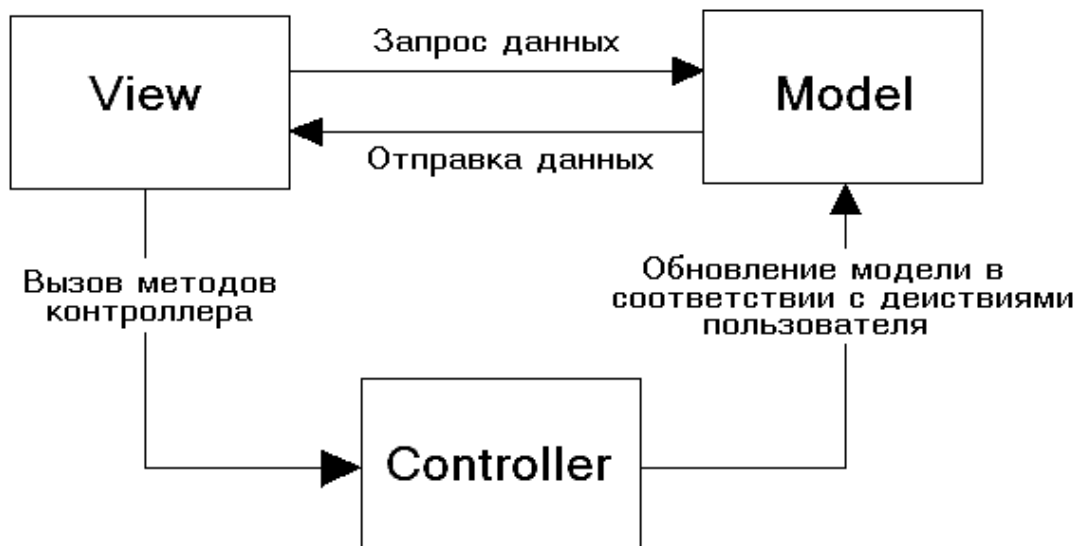 Запрос данных
View
Model
Отправка данных
Вызов методов
контроллера
Обновление модели в
соответствии с деиствиями
пользователя
Controller